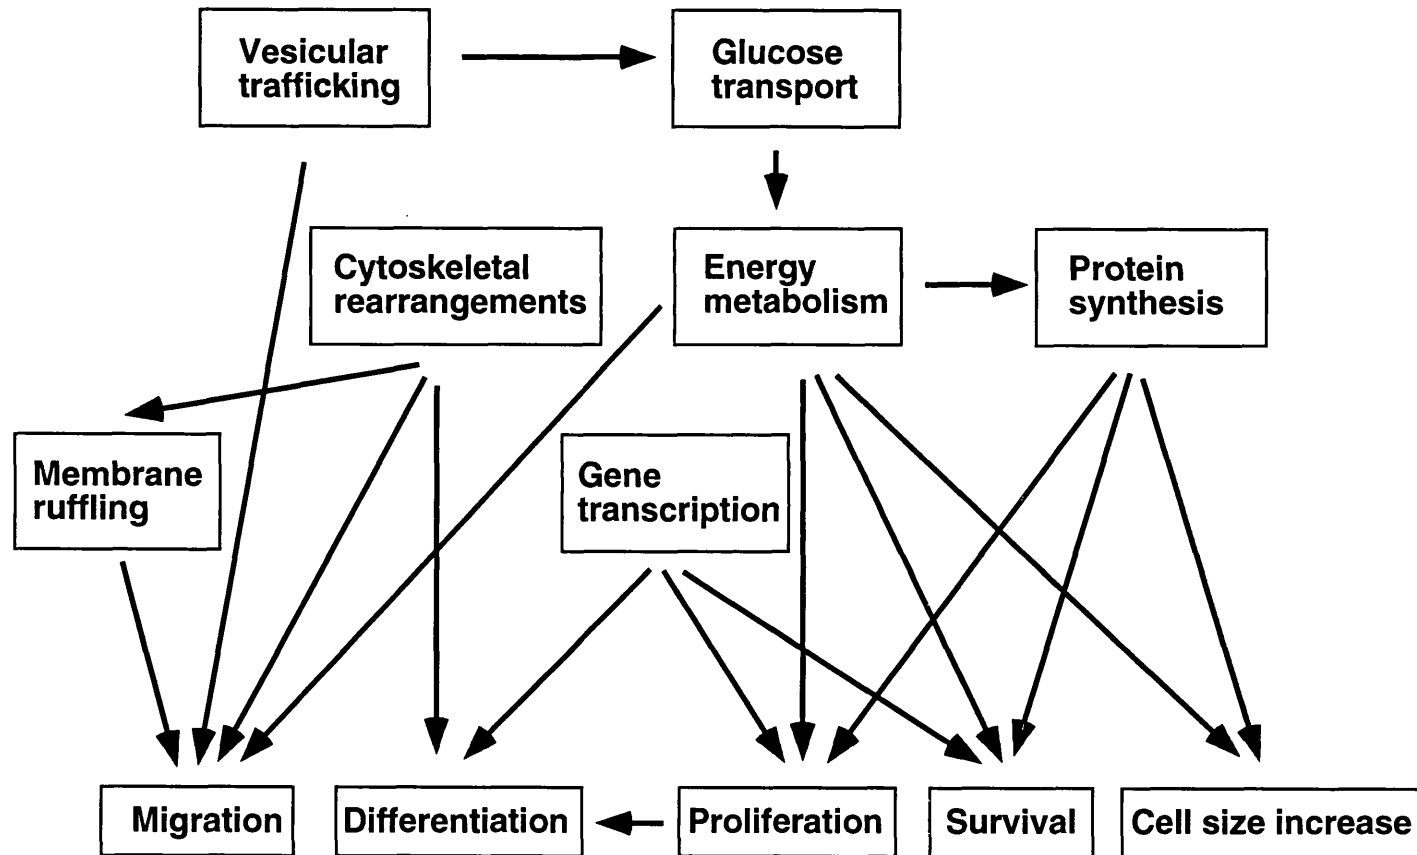 Vesicular
trafficking
Glucose
transport
Cytoskeletal
rearrangements
Energy
metabolism
Protein
synthesis
Membrane
ruffling
Gene
transcription
Migration
Differentiation
Proliferation
Survival
Cell size increase